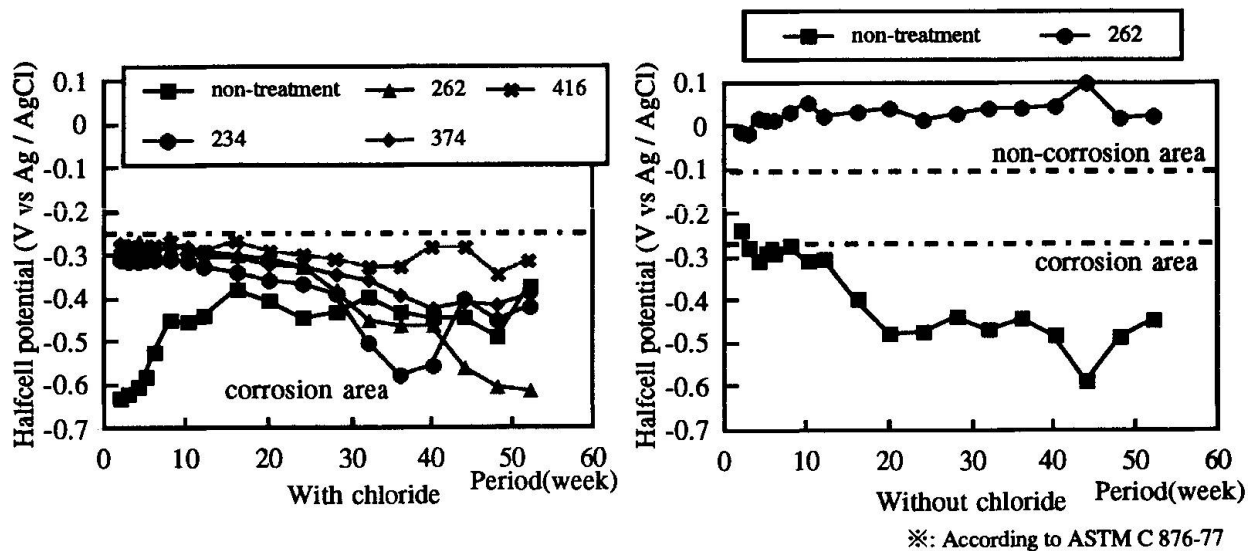 non-treatment 262 416
234 374
Halfcell potential (V vs Ag / AgCl)
0.1
0
-0.1
-0.2
-0.3
-0.4
-0.5
-0.6
-0.7
corrosion area
0 10 20 30 40 50 60
With chloride
Period(week)
non-treatment 262
Halfcell potential (V vs Ag / AgCl)
0.1
0
-0.1
-0.2
-0.3
-0.4
-0.5
-0.6
-0.7
non-corrosion area
corrosion area
0 10 20 30 40 50 60
Without chloride
Period(week)
※: According to ASTM C 876-77